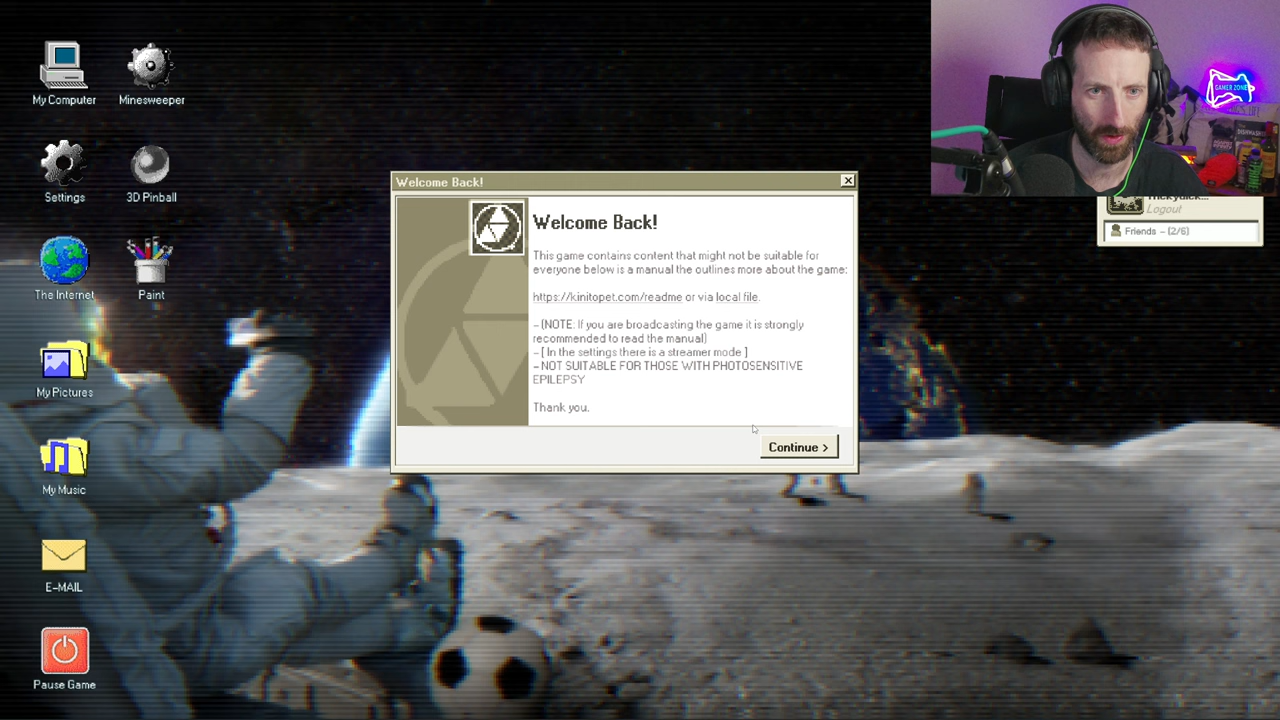 My Computer
Minesweeper
Settings
3D Pinball
The Internet
Paint
My Pictures
My Music
E-MAIL
Pause Game
Welcome Back!
Welcome Back!
This game contains content that might not be suitable for
everyone below is a manual the outlines more about the game:
https://kinitopet.com/readme or via local file.
- (NOTE: If you are broadcasting the game it is strongly
recommended to read the manual)
- [ In the settings there is a streamer mode ]
- NOT SUITABLE FOR THOSE WITH PHOTOSENSITIVE
EPILEPSY
Thank you.
Continue >
GAMER ZONE
Logout
Friends - (2/6)